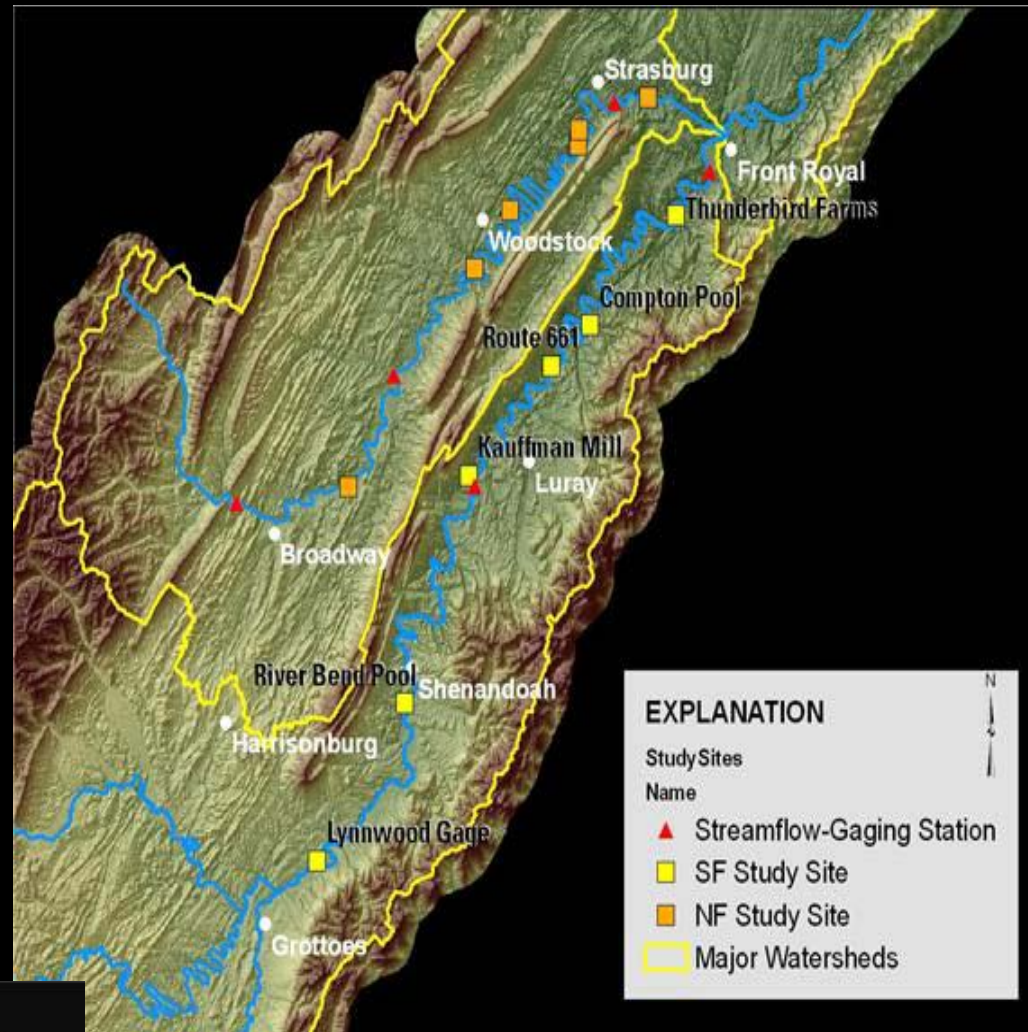 Strasburg
Front Royal
Thunderbird Farms
Woodstock
Compton Pool
Route 661
Kauffman Mill
Luray
Broadway
River Bend Pool
Shenandoah
Harrisonburg
Lynnwood Gage
Grottoes
N
EXPLANATION
Study Sites
Name
Streamflow-Gaging Station
SF Study Site
NF Study Site
Major Watersheds